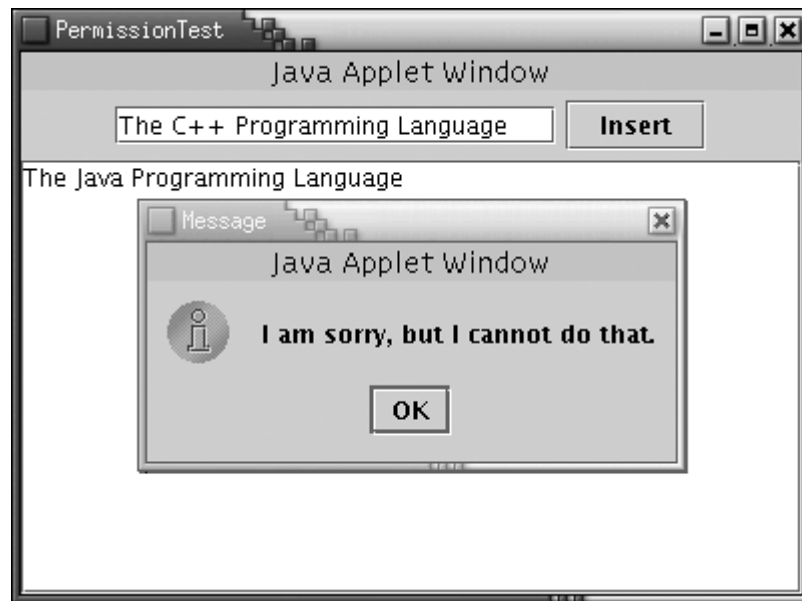 PermissionTest
Java Applet Window
The C++ Programming Language Insert
The Java Programming Language
Message
Java Applet Window
I am sorry, but I cannot do that.
OK